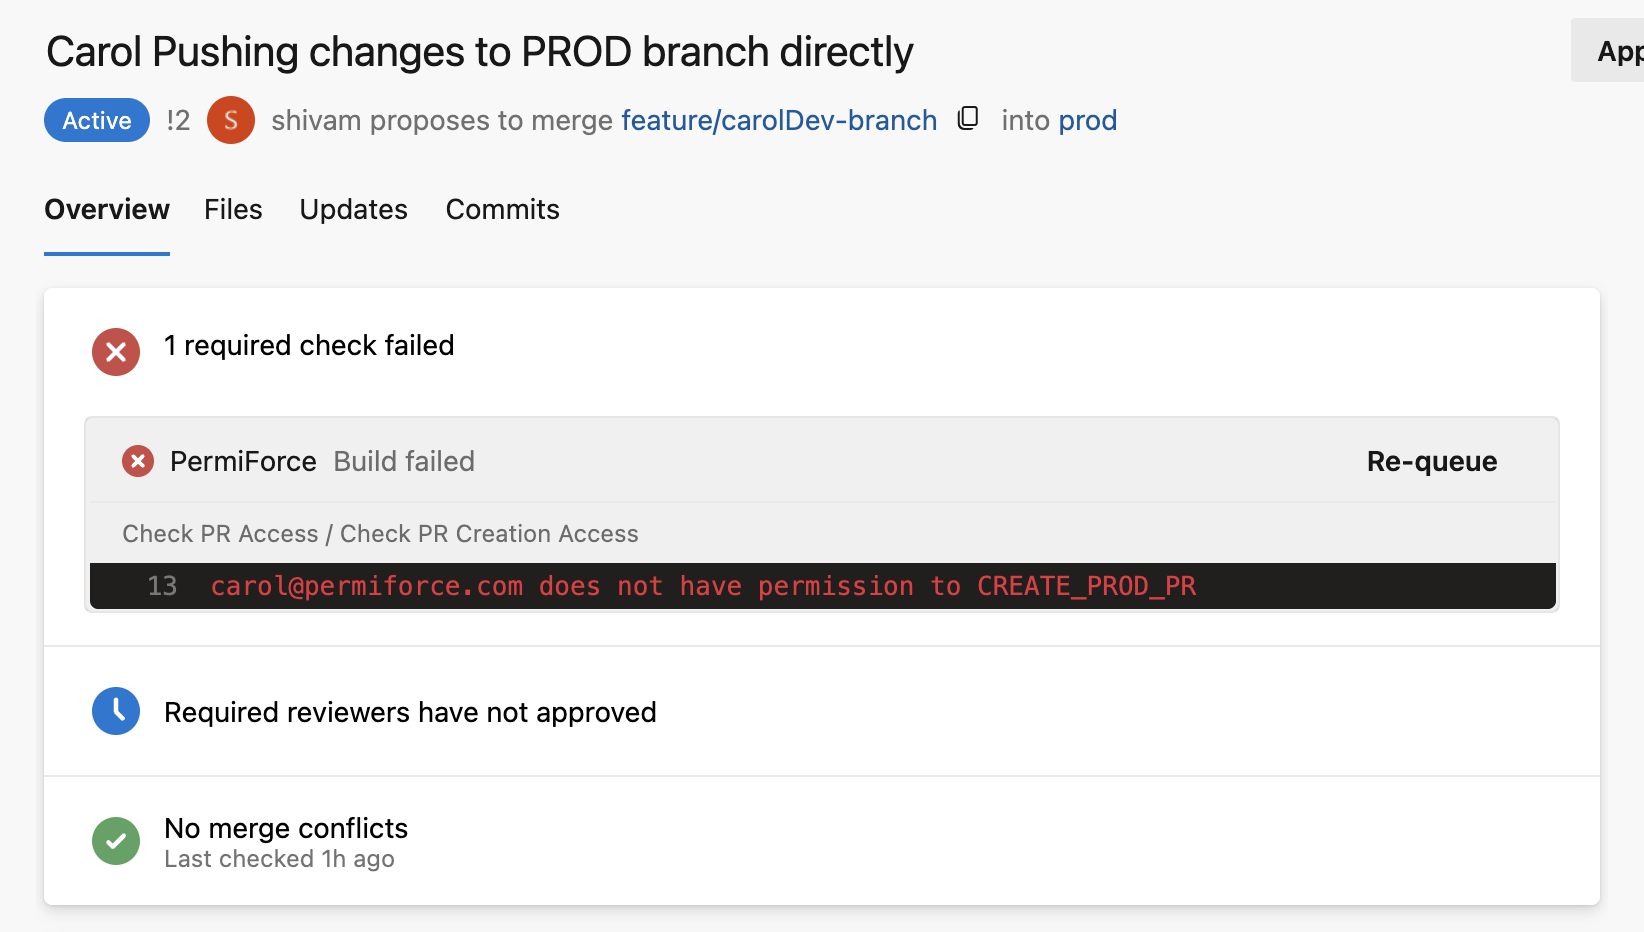 Carol Pushing changes to PROD branch directly
App
Active !2 S shivam proposes to merge feature/carolDev-branch into prod
Overview Files Updates Commits
1 required check failed
PermiForce Build failed Re-queue
Check PR Access / Check PR Creation Access
13 carol@permiforce.com does not have permission to CREATE_PROD_PR
Required reviewers have not approved
No merge conflicts
Last checked 1h ago